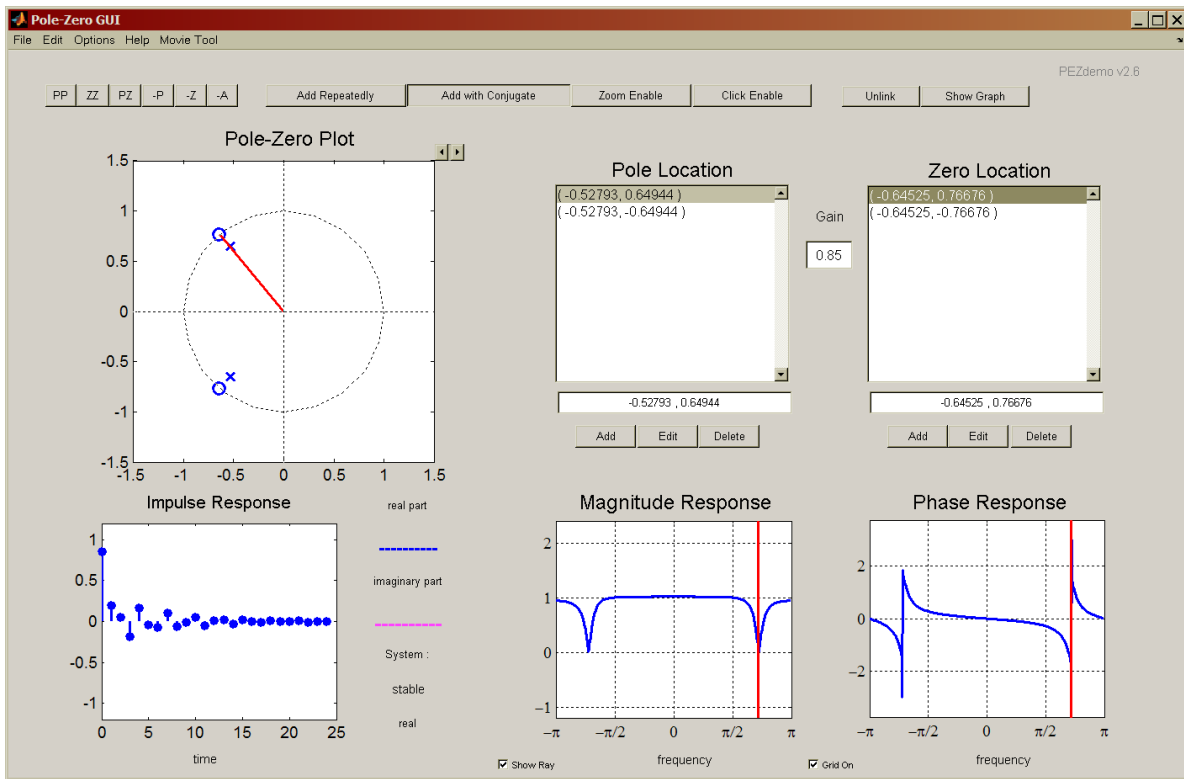 Pole-Zero GUI
File Edit Options Help Movie Tool
PEZdemo v2.6
PP ZZ PZ -P -Z -A Add Repeatedly Add with Conjugate Zoom Enable Click Enable Unlink Show Graph
Pole-Zero Plot
1.5
1
0.5
0
-0.5
-1
-1.5
-1.5 -1 -0.5 0 0.5 1 1.5
Pole Location
( -0.52793, 0.64944 )
( -0.52793, -0.64944 )
-0.52793 , 0.64944
Add Edit Delete
Gain
0.85
Zero Location
( -0.64525, 0.76676 )
( -0.64525, -0.76676 )
-0.64525 , 0.76676
Add Edit Delete
Impulse Response
1
0.5
0
-0.5
-1
0 5 10 15 20 25
time
real part
imaginary part
System :
stable
real
Magnitude Response
2
1
0
−1
−π −π/2 0 π/2 π
frequency
Show Ray
Phase Response
2
0
−2
−π −π/2 0 π/2 π
frequency
Grid On